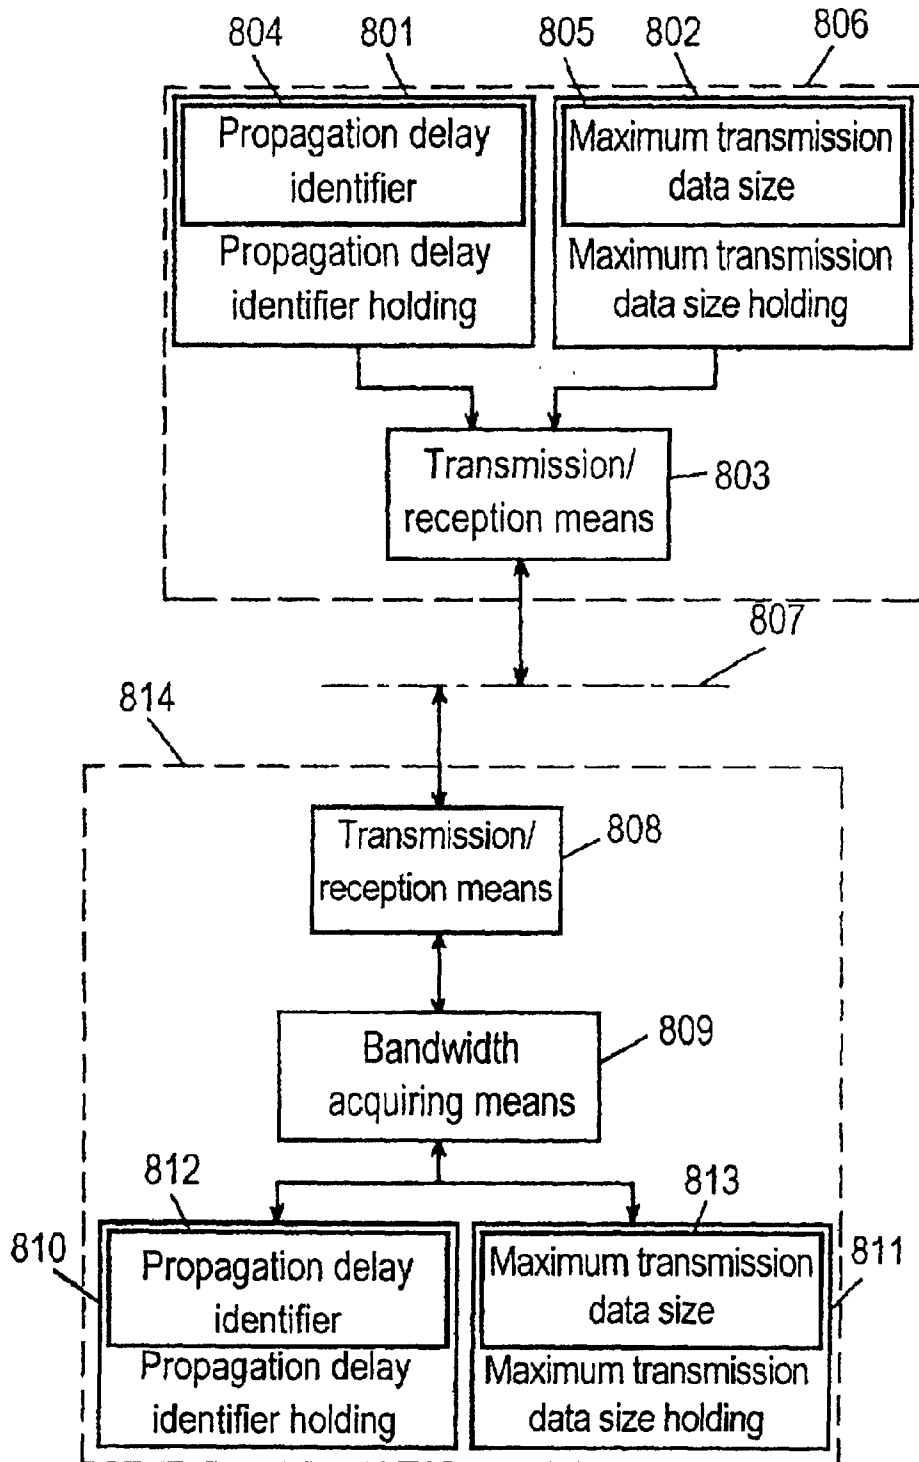 804 801 805 802 806
Propagation delay
identifier
Propagation delay
identifier holding
Maximum transmission
data size
Maximum transmission
data size holding
Transmission/
reception means
803
807
814
Transmission/
reception means
808
Bandwidth
acquiring means
809
812
813
810
811
Propagation delay
identifier
Propagation delay
identifier holding
Maximum transmission
data size
Maximum transmission
data size holding